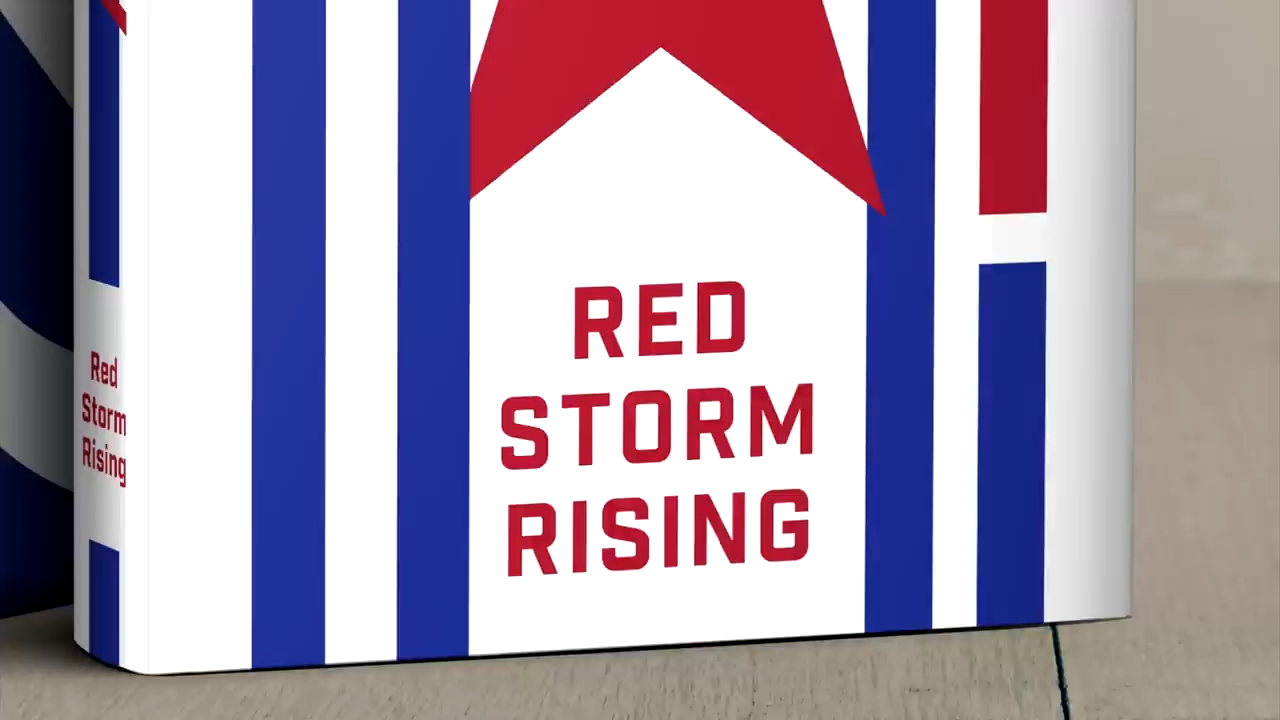 Red
Storm
Rising
RED
STORM
RISING